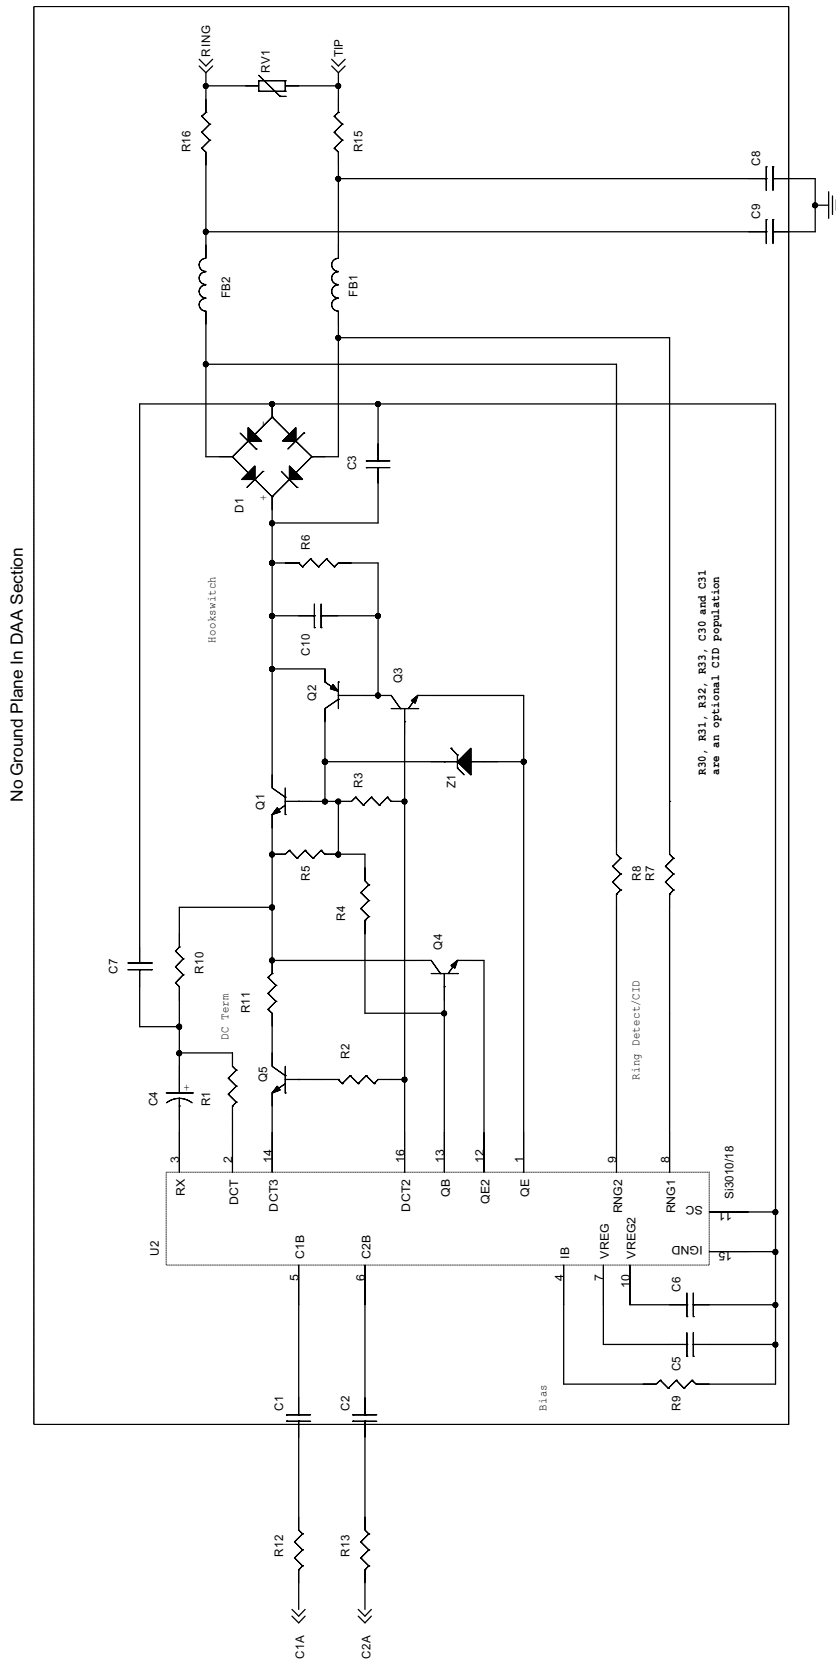 No Ground Plane In DAA Section
RING
RV1
TIP
R16
R15
C8
C9
FB2
FB1
D1
+
-
C3
Hookswitch
R6
C10
Q2
Q3
Q1
R3
Z1
R5
R4
R30, R31, R32, R33, C30 and C31
are an optional CID population
R8
R7
C7
R10
DC Term
R11
Q4
Q5
R2
C4
+
R1
Ring Detect/CID
3
2
14
16
13
12
1
9
8
RX
DCT
DCT3
DCT2
QB
QE2
QE
RNG2
RNG1
Si3010/18
U2
C1B
C2B
IB
VREG
VREG2
IGND
SC
11
15
5
6
4
7
10
C6
C5
R9
Bias
C1
C2
R12
R13
C1A
C2A